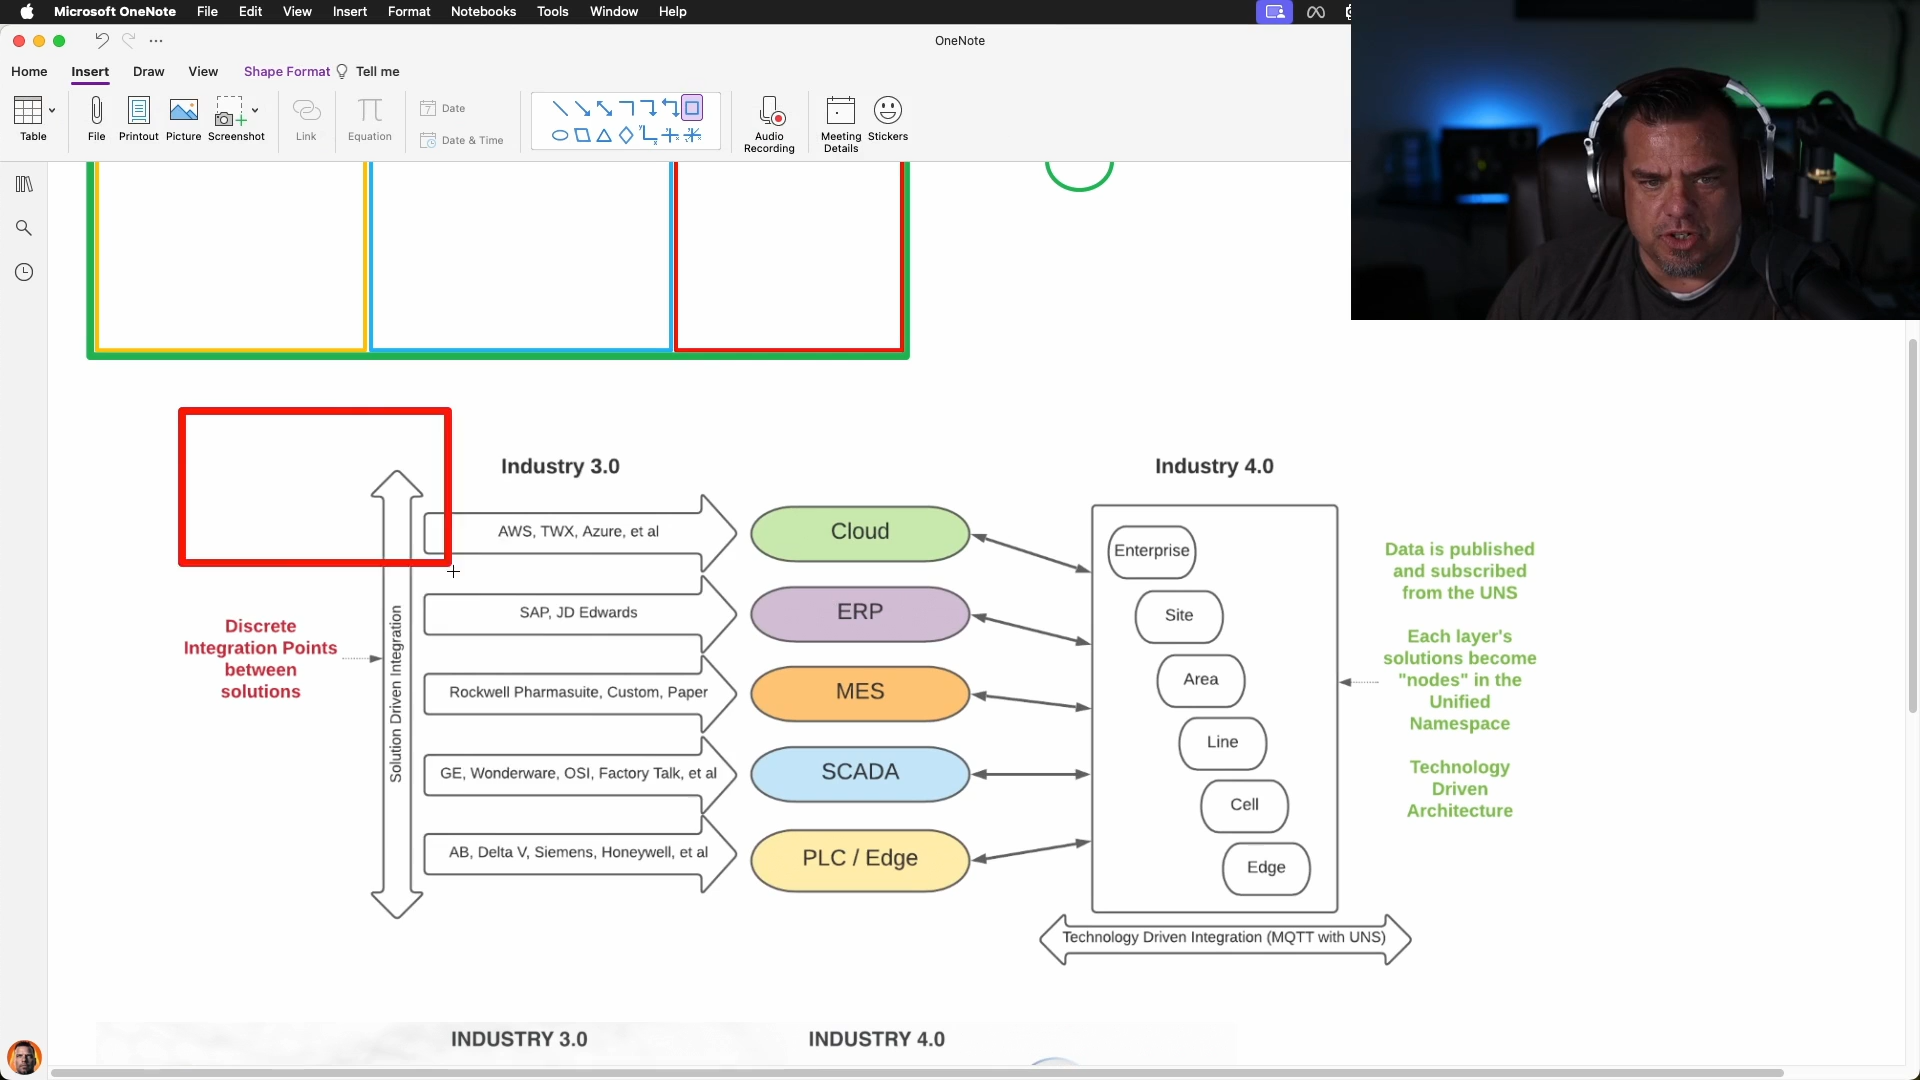 Microsoft OneNote File Edit View Insert Format Notebooks Tools Window Help
OneNote
Home Insert Draw View Shape Format Tell me
Table File Printout Picture Screenshot Link Equation
Date
Date & Time
Audio Recording
Meeting Details
Stickers
Industry 3.0
Industry 4.0
AWS, TWX, Azure, et al
Cloud
SAP, JD Edwards
ERP
Rockwell Pharmasuite, Custom, Paper
MES
GE, Wonderware, OSI, Factory Talk, et al
SCADA
AB, Delta V, Siemens, Honeywell, et al
PLC / Edge
Discrete
Integration Points
between
solutions
Solution Driven Integration
Enterprise
Site
Area
Line
Cell
Edge
Data is published
and subscribed
from the UNS
Each layer's
solutions become
"nodes" in the
Unified
Namespace
Technology
Driven
Architecture
Technology Driven Integration (MQTT with UNS)
INDUSTRY 3.0
INDUSTRY 4.0